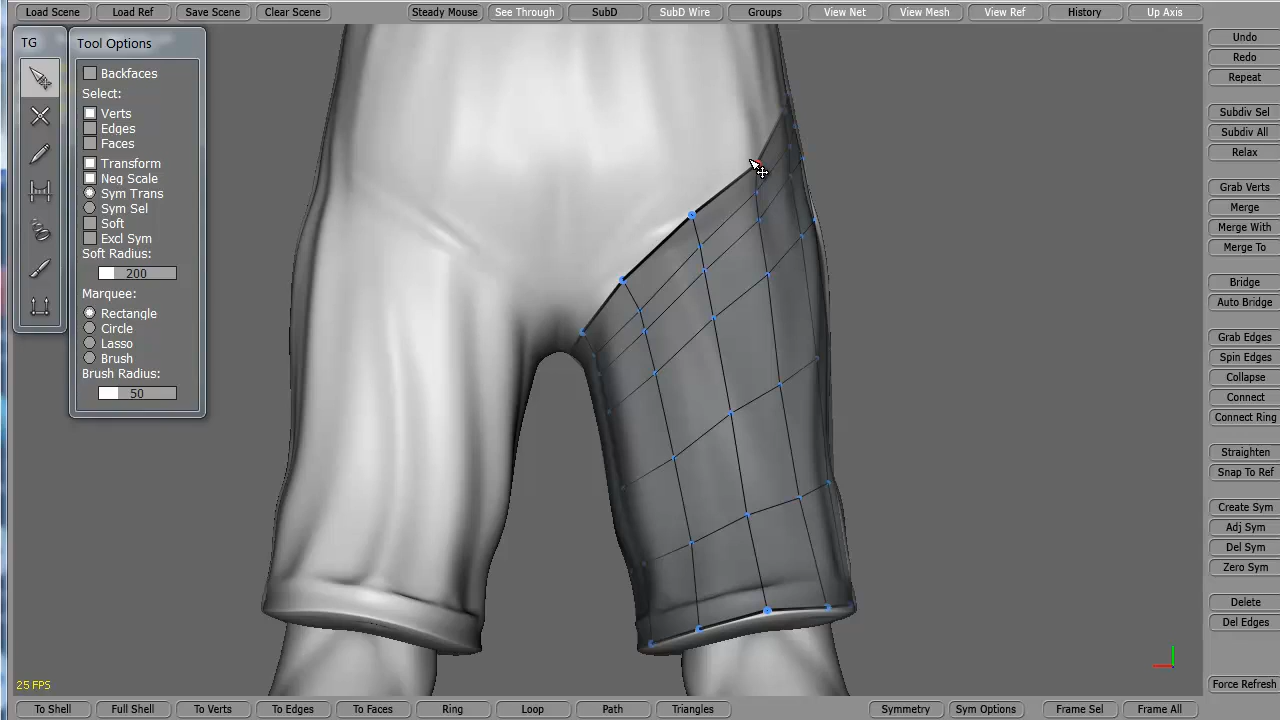 Load Scene Load Ref Save Scene Clear Scene Steady Mouse See Through SubD SubD Wire Groups View Net View Mesh View Ref History Up Axis
TG
Tool Options
Backfaces
Select:
Verts
Edges
Faces
Transform
Neg Scale
Sym Trans
Sym Sel
Soft
Excl Sym
Soft Radius:
200
Marquee:
Rectangle
Circle
Lasso
Brush
Brush Radius:
50
Undo
Redo
Repeat
Subdiv Sel
Subdiv All
Relax
Grab Verts
Merge
Merge With
Merge To
Bridge
Auto Bridge
Grab Edges
Spin Edges
Collapse
Connect
Connect Ring
Straighten
Snap To Ref
Create Sym
Adj Sym
Del Sym
Zero Sym
Delete
Del Edges
Force Refresh
25 FPS
To Shell Full Shell To Verts To Edges To Faces Ring Loop Path Triangles Symmetry Sym Options Frame Sel Frame All